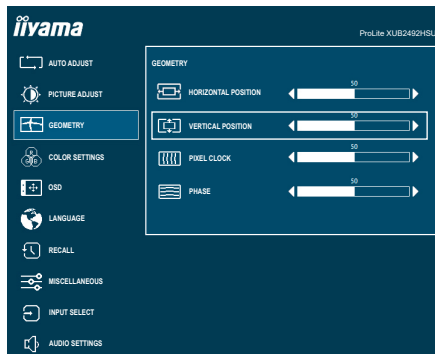 iiyama
ProLite XUB2492HSU
AUTO ADJUST
PICTURE ADJUST
GEOMETRY
COLOR SETTINGS
R
G B
OSD
LANGUAGE
RECALL
MISCELLANEOUS
INPUT SELECT
AUDIO SETTINGS
GEOMETRY
HORIZONTAL POSITION
50
VERTICAL POSITION
50
PIXEL CLOCK
50
PHASE
50